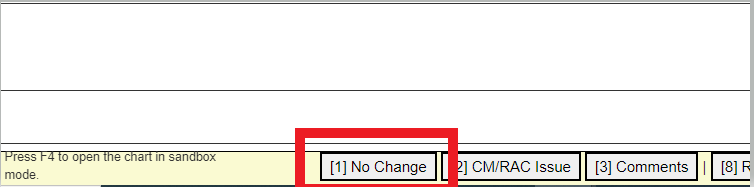 Press F4 to open the chart in sandbox
mode.
[1] No Change 2] CM/RAC Issue [3] Comments | [8] R